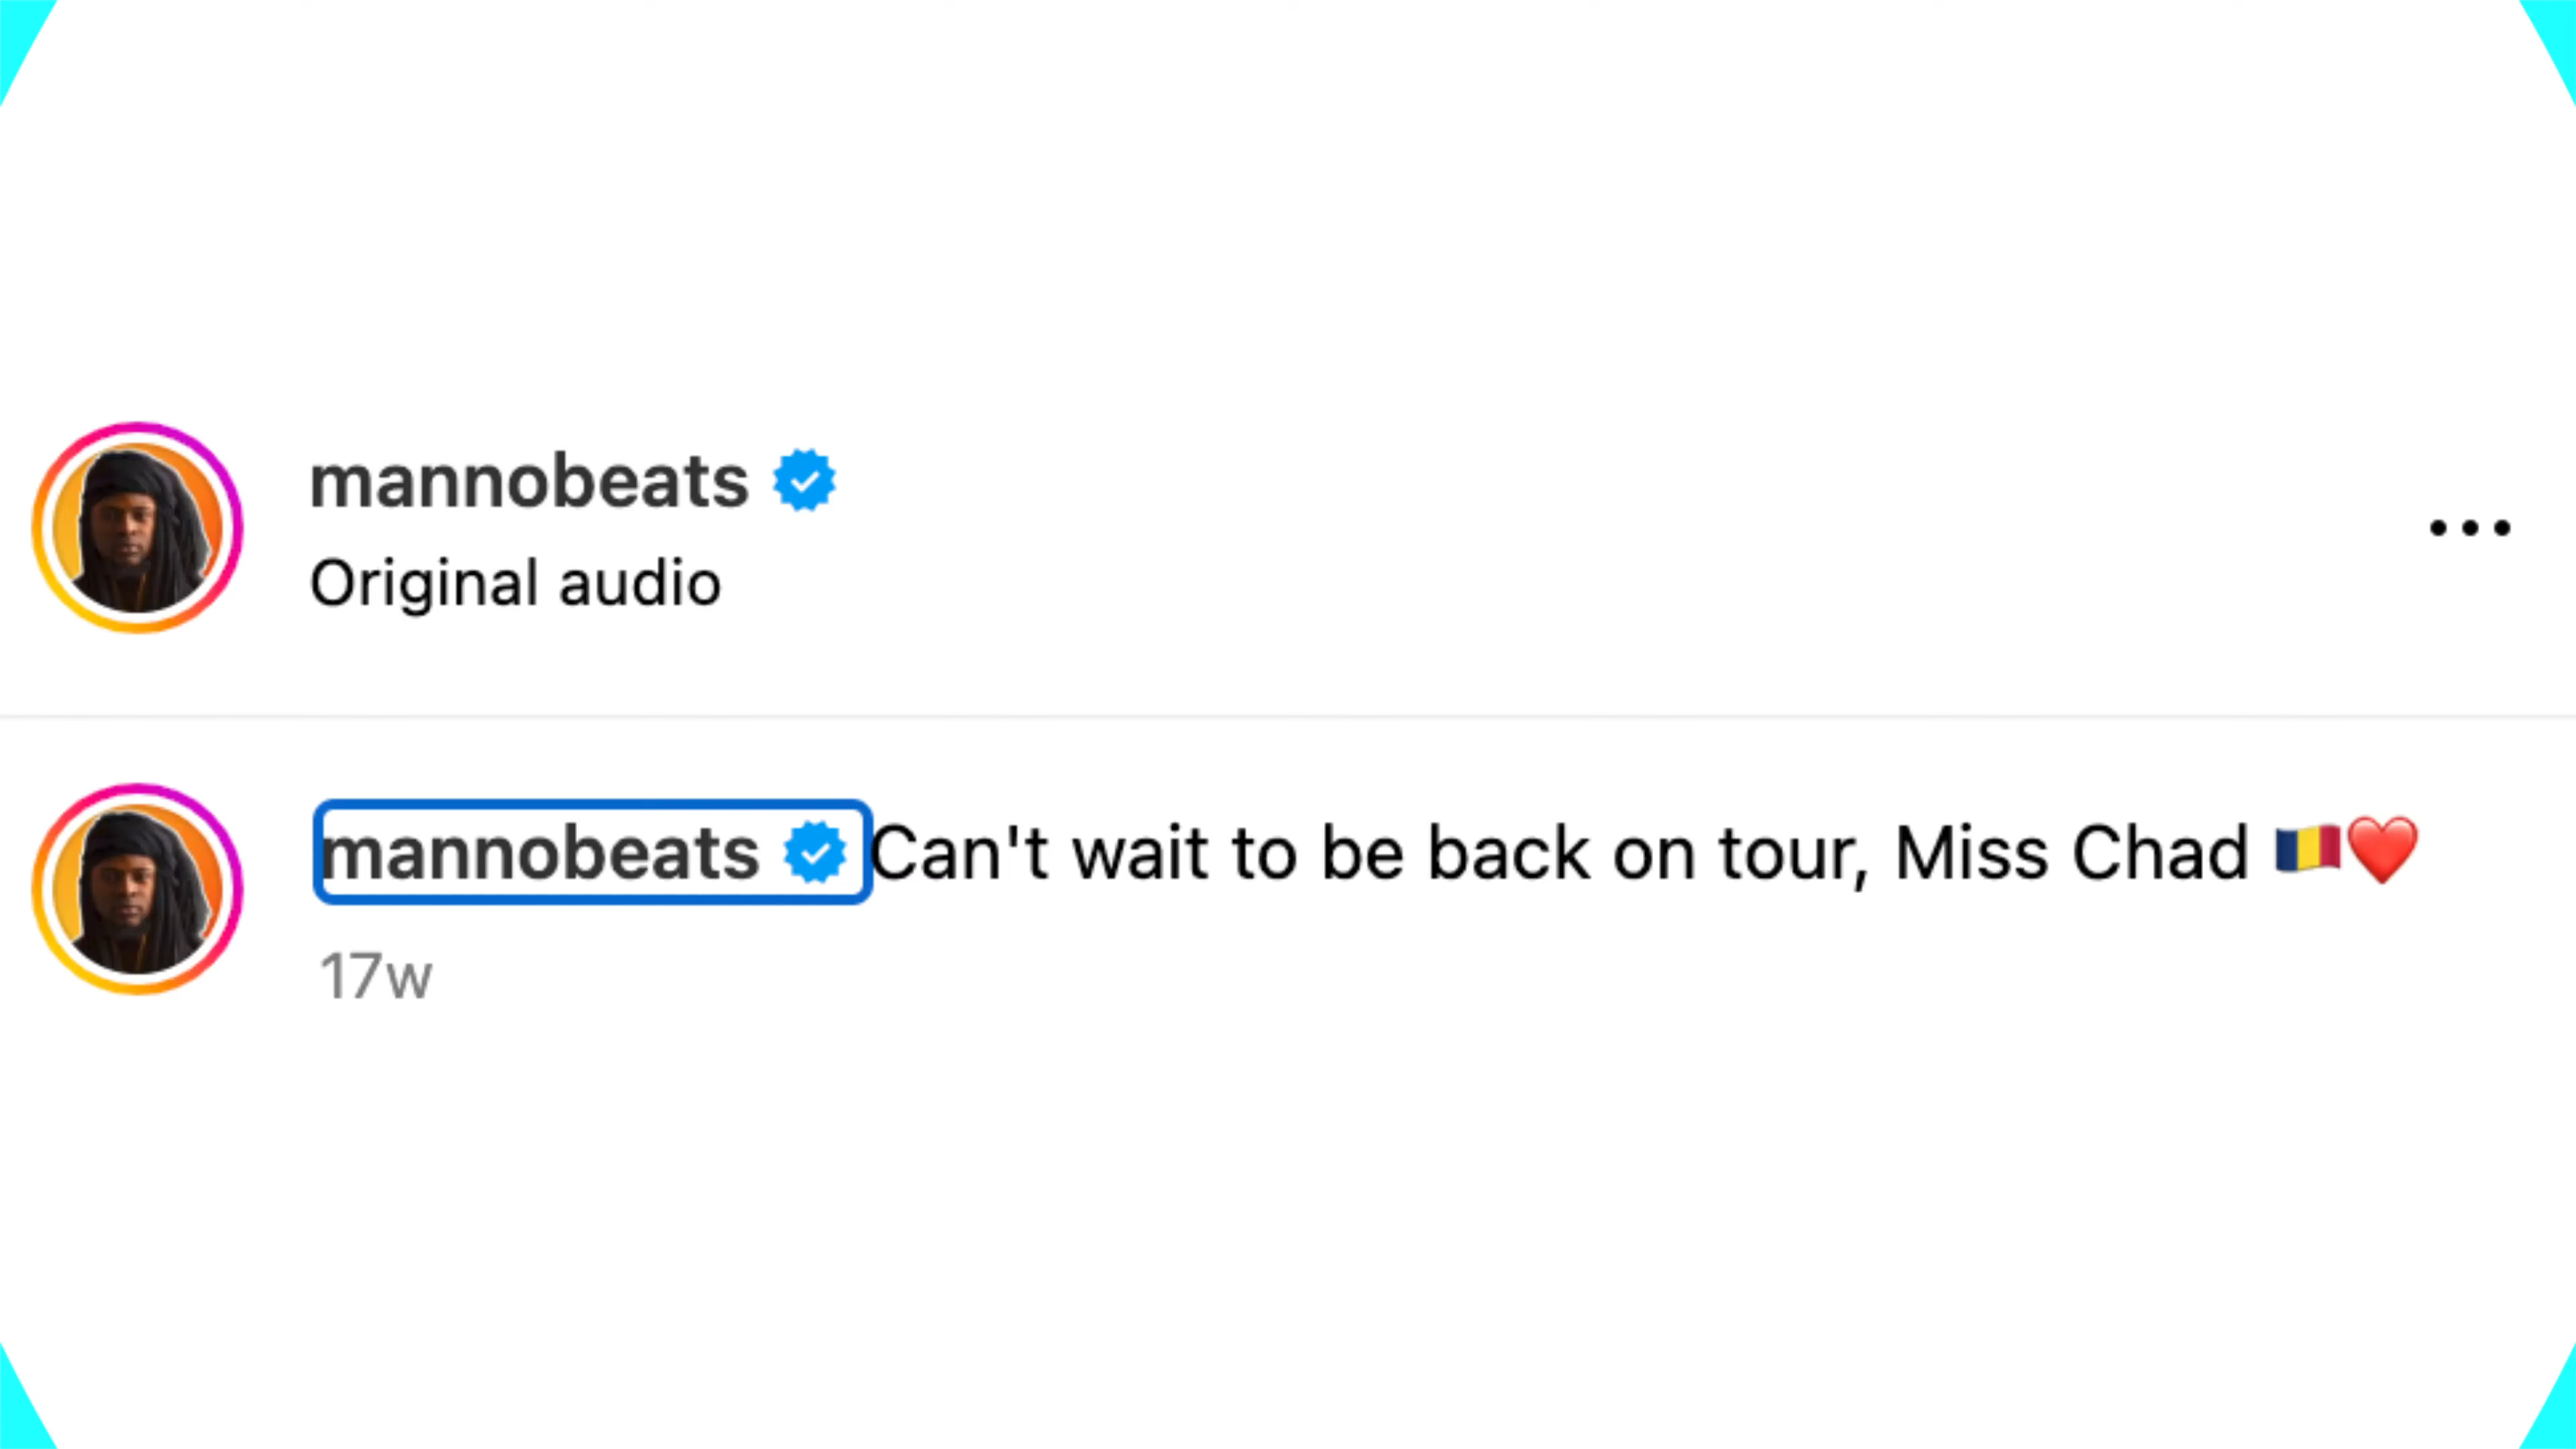 mannobeats
Original audio
mannobeats Can't wait to be back on tour, Miss Chad 🇹🇩❤️
17w